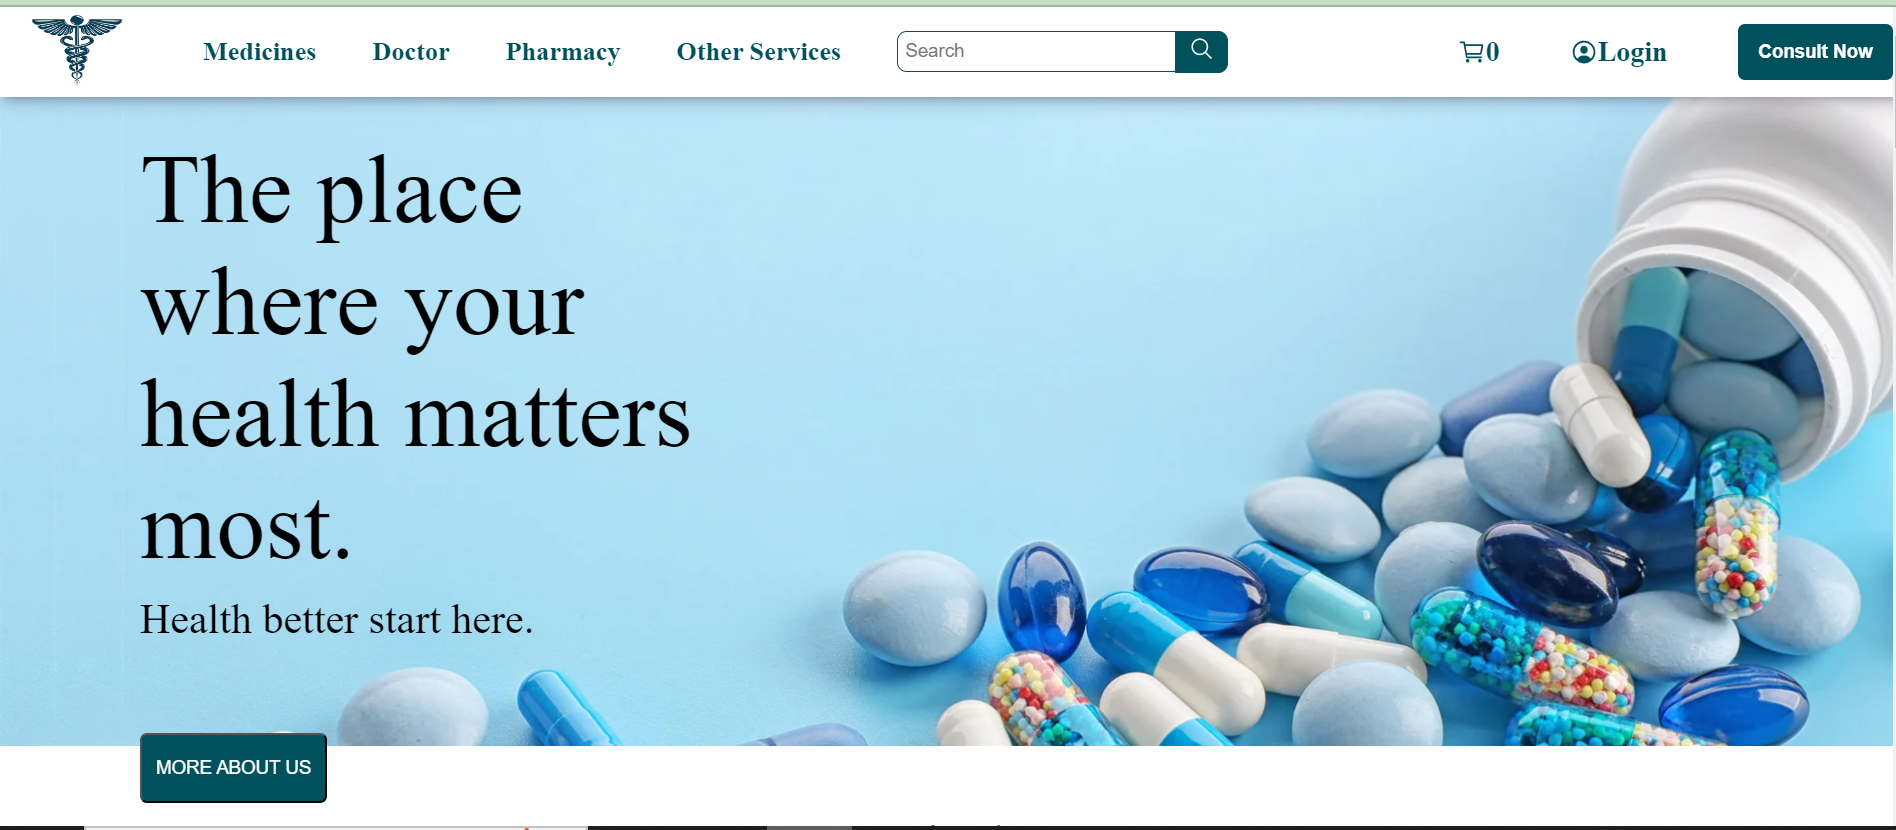 Medicines Doctor Pharmacy Other Services Search 0 Login Consult Now
The place
where your
health matters
most.
Health better start here.
MORE ABOUT US